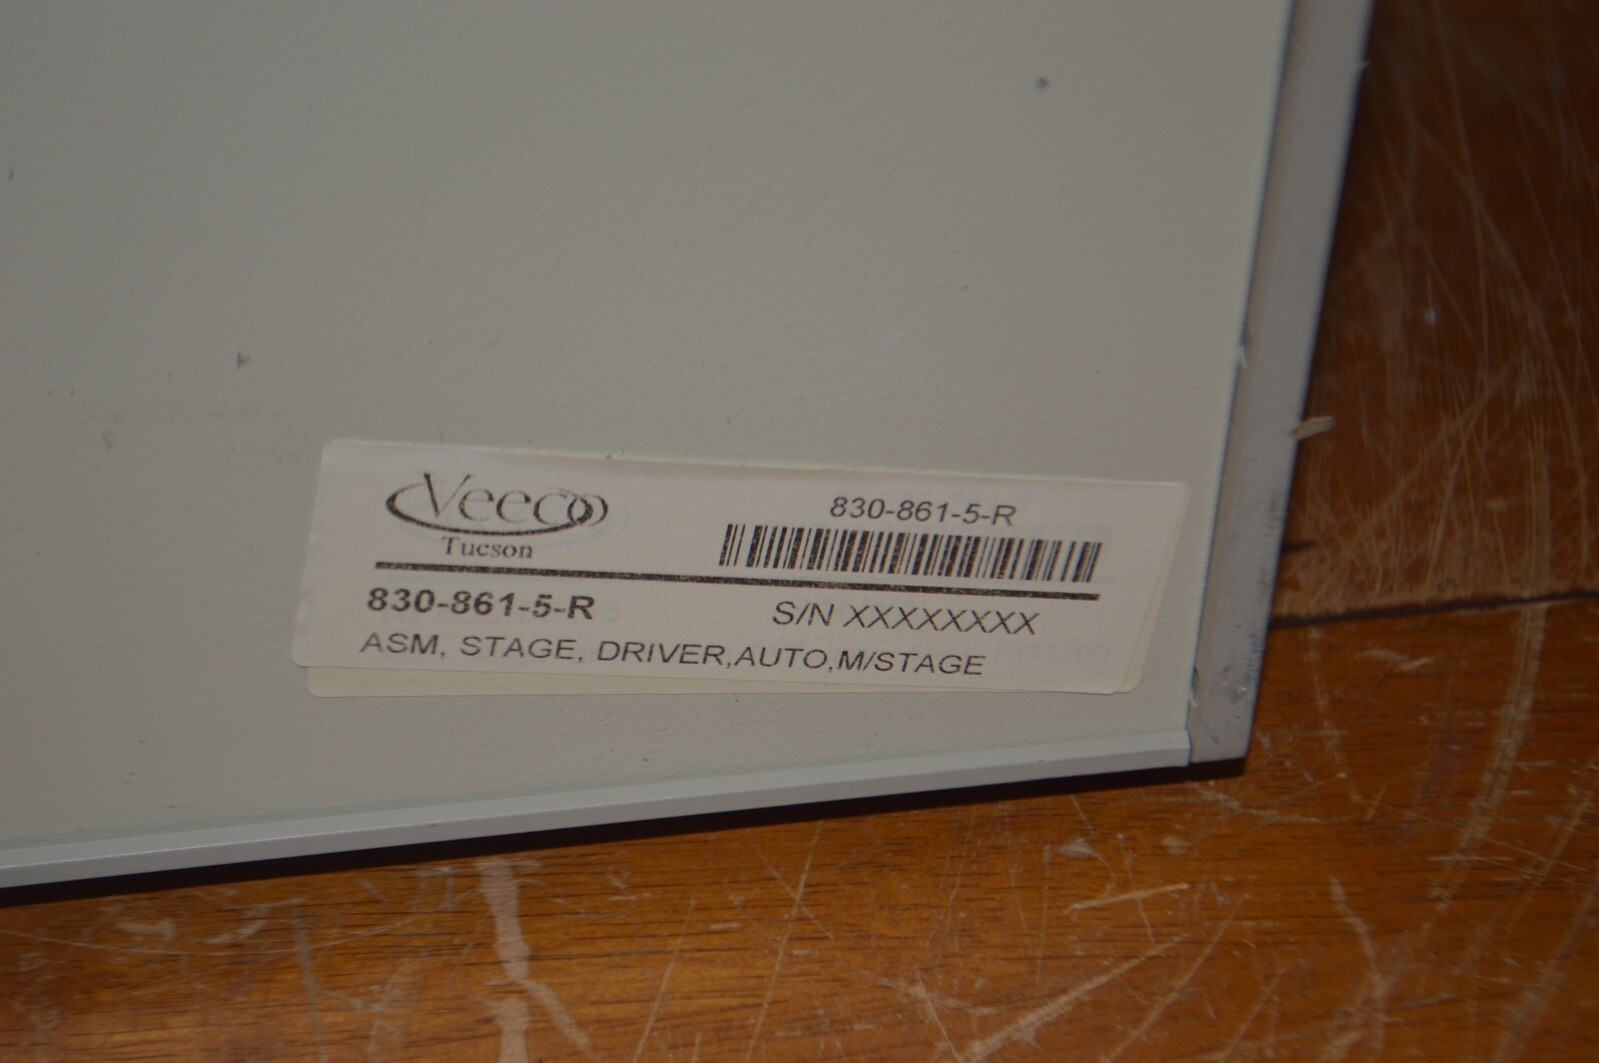 Veeco
Tucson
830-861-5-R
830-861-5-R
S/N XXXXXXXX
ASM, STAGE, DRIVER,AUTO,M/STAGE